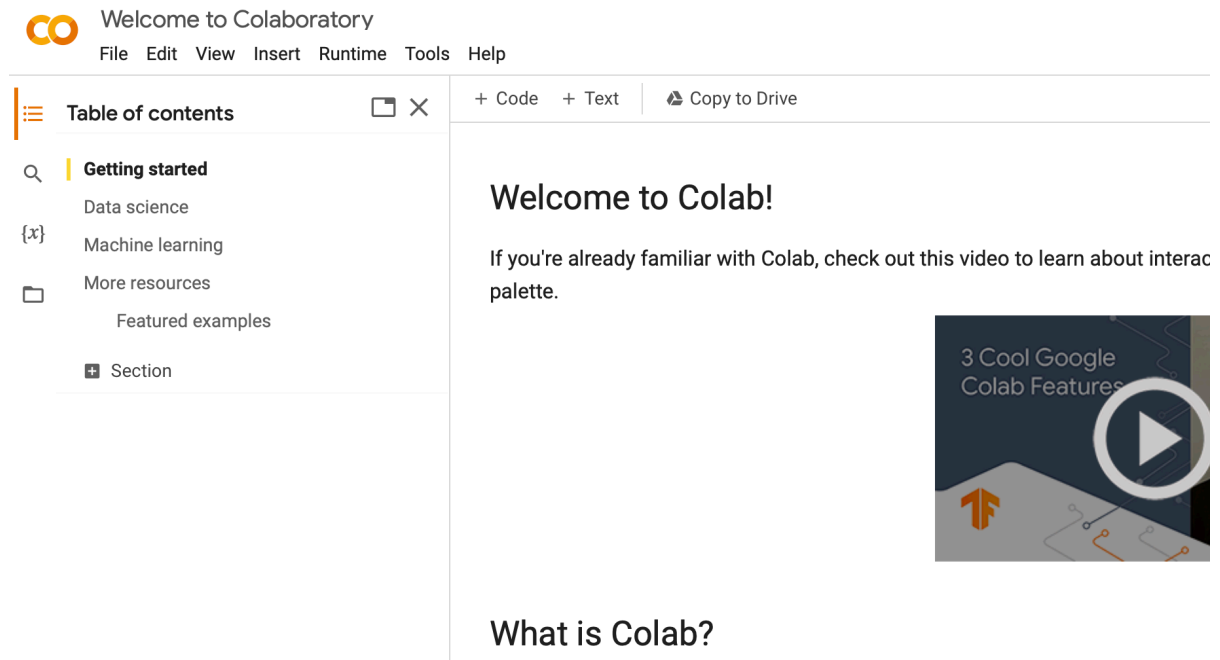 Welcome to Colaboratory
File Edit View Insert Runtime Tools Help
Table of contents
Getting started
Data science
Machine learning
More resources
Featured examples
Section
+ Code + Text Copy to Drive
Welcome to Colab!
If you're already familiar with Colab, check out this video to learn about interac
palette.
3 Cool Google
Colab Features
What is Colab?
{x}